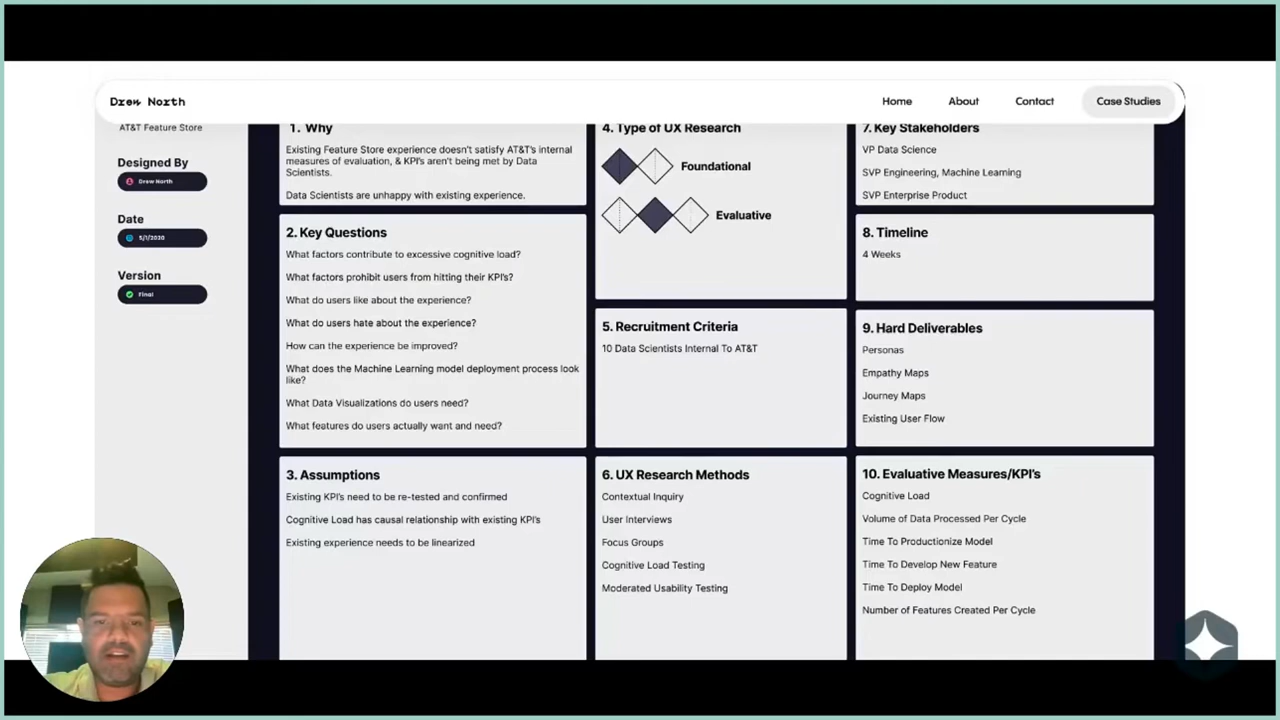 Drew North
Home
About
Contact
Case Studies
AT&T Feature Store
Designed By
Drew North
Date
5/1/2020
Version
Final
1. Why
Existing Feature Store experience doesn't satisfy AT&T's internal
measures of evaluation, & KPI's aren't being met by Data
Scientists.
Data Scientists are unhappy with existing experience.
2. Key Questions
What factors contribute to excessive cognitive load?
What factors prohibit users from hitting their KPI's?
What do users like about the experience?
What do users hate about the experience?
How can the experience be improved?
What does the Machine Learning model deployment process look
like?
What Data Visualizations do users need?
What features do users actually want and need?
3. Assumptions
Existing KPI's need to be re-tested and confirmed
Cognitive Load has causal relationship with existing KPI's
Existing experience needs to be linearized
4. Type of UX Research
Foundational
Evaluative
5. Recruitment Criteria
10 Data Scientists Internal To AT&T
6. UX Research Methods
Contextual Inquiry
User Interviews
Focus Groups
Cognitive Load Testing
Moderated Usability Testing
7. Key Stakeholders
VP Data Science
SVP Engineering, Machine Learning
SVP Enterprise Product
8. Timeline
4 Weeks
9. Hard Deliverables
Personas
Empathy Maps
Journey Maps
Existing User Flow
10. Evaluative Measures/KPI's
Cognitive Load
Volume of Data Processed Per Cycle
Time To Productionize Model
Time To Develop New Feature
Time To Deploy Model
Number of Features Created Per Cycle